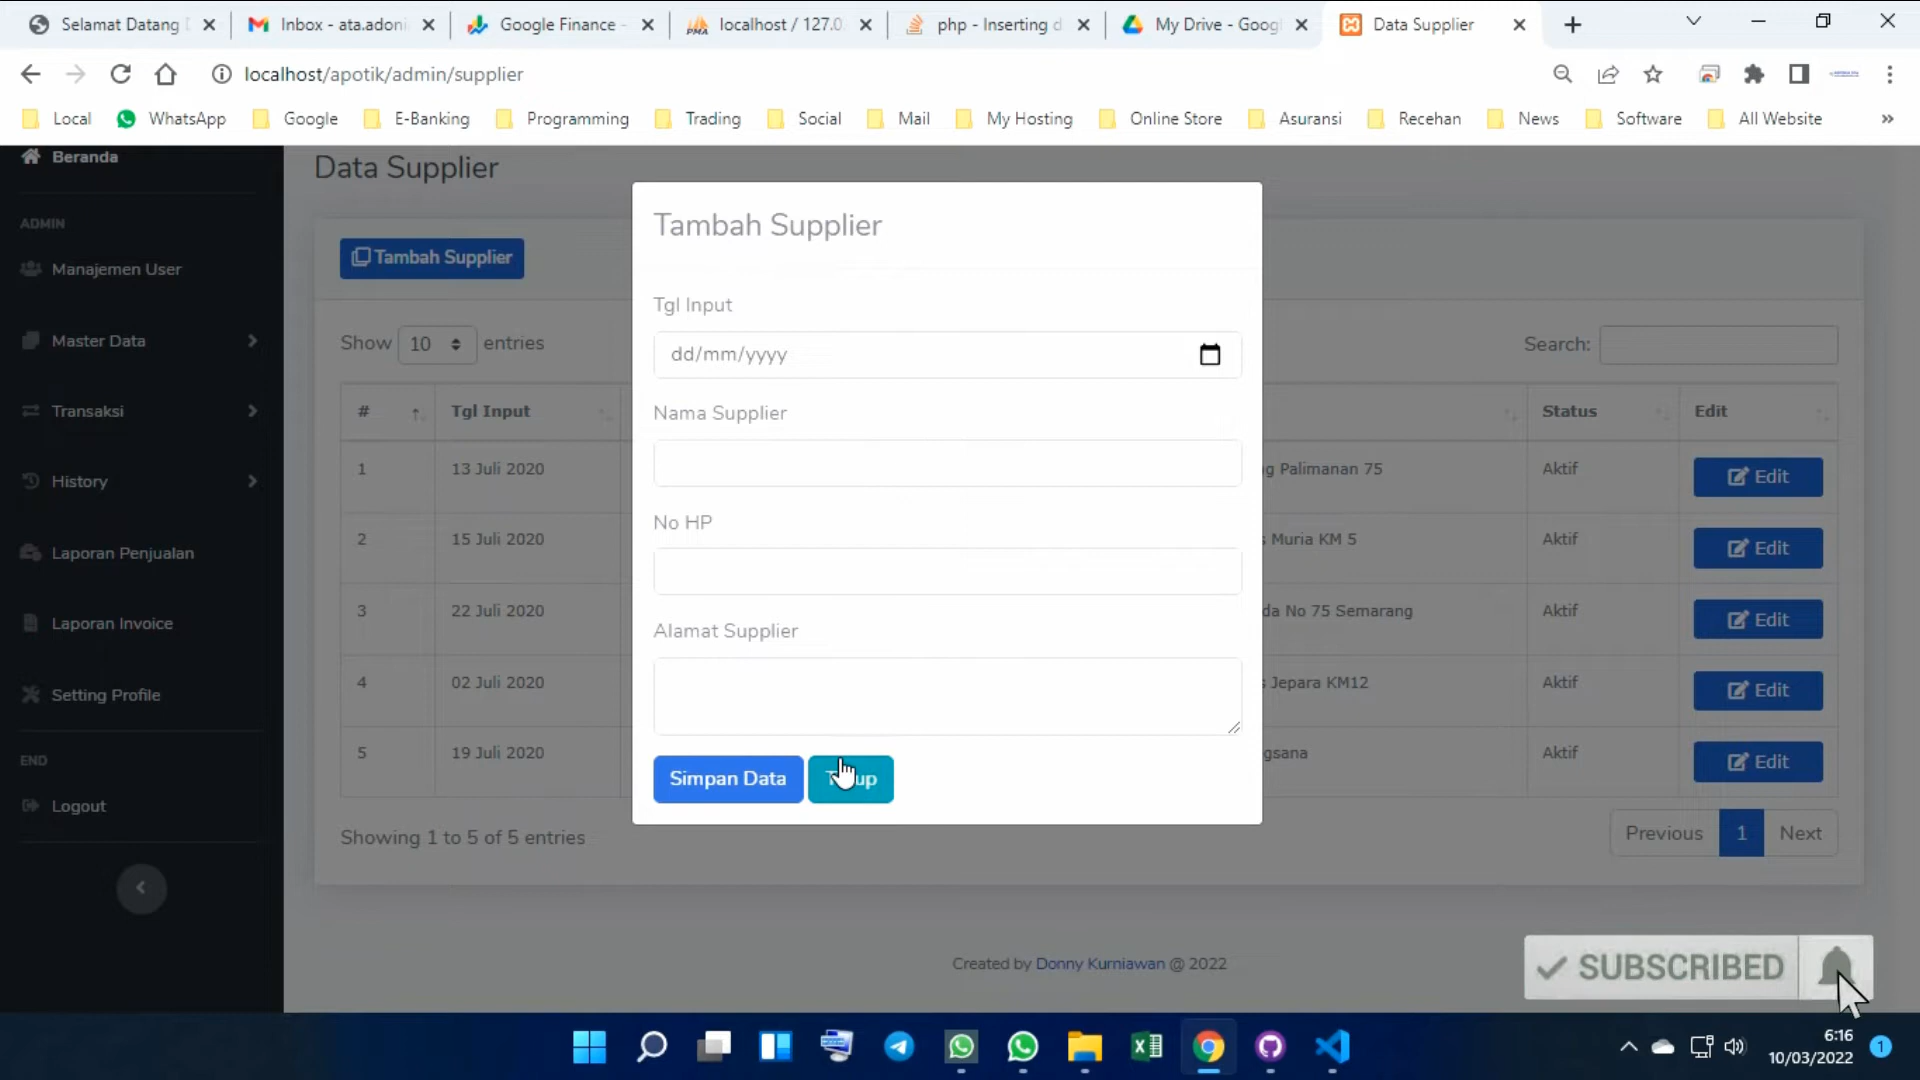 Selamat Datang
Inbox - ata.adoni
Google Finance -
localhost / 127.0.
php - Inserting d
My Drive - Googl
Data Supplier
localhost/apotik/admin/supplier
Local
WhatsApp
Google
E-Banking
Programming
Trading
Social
Mail
My Hosting
Online Store
Asuransi
Recehan
News
Software
All Website
»
Beranda
ADMIN
Manajemen User
Master Data
Transaksi
History
Laporan Penjualan
Laporan Invoice
Setting Profile
END
Logout
Data Supplier
Tambah Supplier
Show 10 entries
Search:
# Tgl Input Status Edit
1 13 Juli 2020 g Palimanan 75 Aktif Edit
2 15 Juli 2020 s Muria KM 5 Aktif Edit
3 22 Juli 2020 da No 75 Semarang Aktif Edit
4 02 Juli 2020 s Jepara KM12 Aktif Edit
5 19 Juli 2020 gsana Aktif Edit
Showing 1 to 5 of 5 entries
Previous 1 Next
Tambah Supplier
Tgl Input
dd/mm/yyyy
Nama Supplier
No HP
Alamat Supplier
Simpan Data
Created by Donny Kurniawan @ 2022
SUBSCRIBED
PMA
6:16
10/03/2022
1